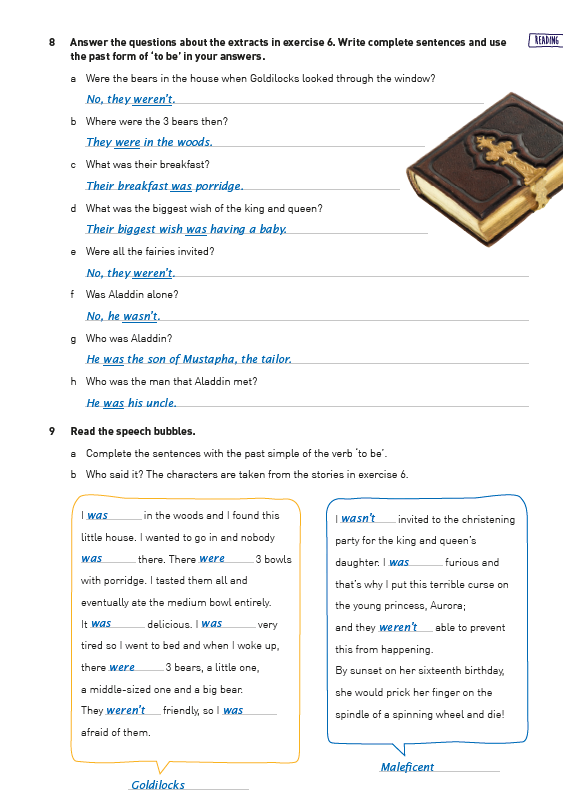 8 Answer the questions about the extracts in exercise 6. Write complete sentences and use
the past form of ‘to be’ in your answers.
READING
a Were the bears in the house when Goldilocks looked through the window?
No, they weren't.
b Where were the 3 bears then?
They were in the woods.
c What was their breakfast?
Their breakfast was porridge.
d What was the biggest wish of the king and queen?
Their biggest wish was having a baby.
e Were all the fairies invited?
No, they weren't.
f Was Aladdin alone?
No, he wasn't.
g Who was Aladdin?
He was the son of Mustapha, the tailor.
h Who was the man that Aladdin met?
He was his uncle.
9 Read the speech bubbles.
a Complete the sentences with the past simple of the verb ‘to be’.
b Who said it? The characters are taken from the stories in exercise 6.
I was in the woods and I found this
little house. I wanted to go in and nobody
was there. There were 3 bowls
with porridge. I tasted them all and
eventually ate the medium bowl entirely.
It was delicious. I was very
tired so I went to bed and when I woke up,
there were 3 bears, a little one,
a middle-sized one and a big bear.
They weren't friendly, so I was
afraid of them.
Goldilocks
I wasn't invited to the christening
party for the king and queen's
daughter. I was furious and
that's why I put this terrible curse on
the young princess, Aurora;
and they weren't able to prevent
this from happening.
By sunset on her sixteenth birthday,
she would prick her finger on the
spindle of a spinning wheel and die!
Maleficent